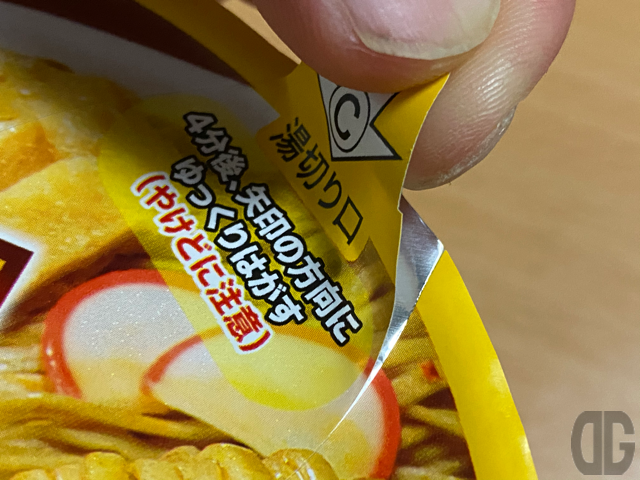 C
湯切り口
4分後、矢印の方向に
ゆっくりはがす
(やけどに注意)
DG